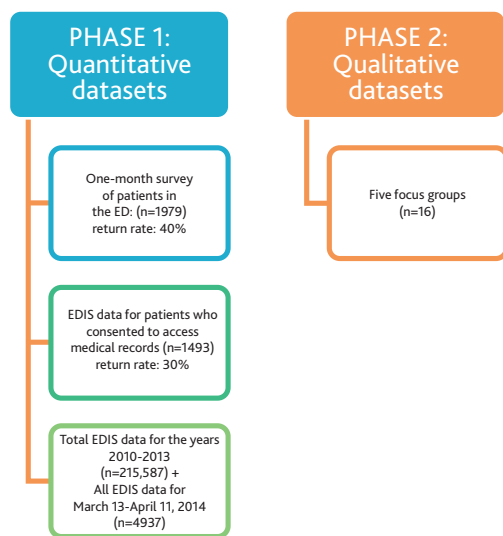 PHASE 1:
Quantitative
datasets
One-month survey
of patients in
the ED: (n=1979)
return rate: 40%
EDIS data for patients who
consented to access
medical records (n=1493)
return rate: 30%
Total EDIS data for the years
2010-2013
(n=215,587) +
All EDIS data for
March 13-April 11, 2014
(n=4937)
PHASE 2:
Qualitative
datasets
Five focus groups
(n=16)